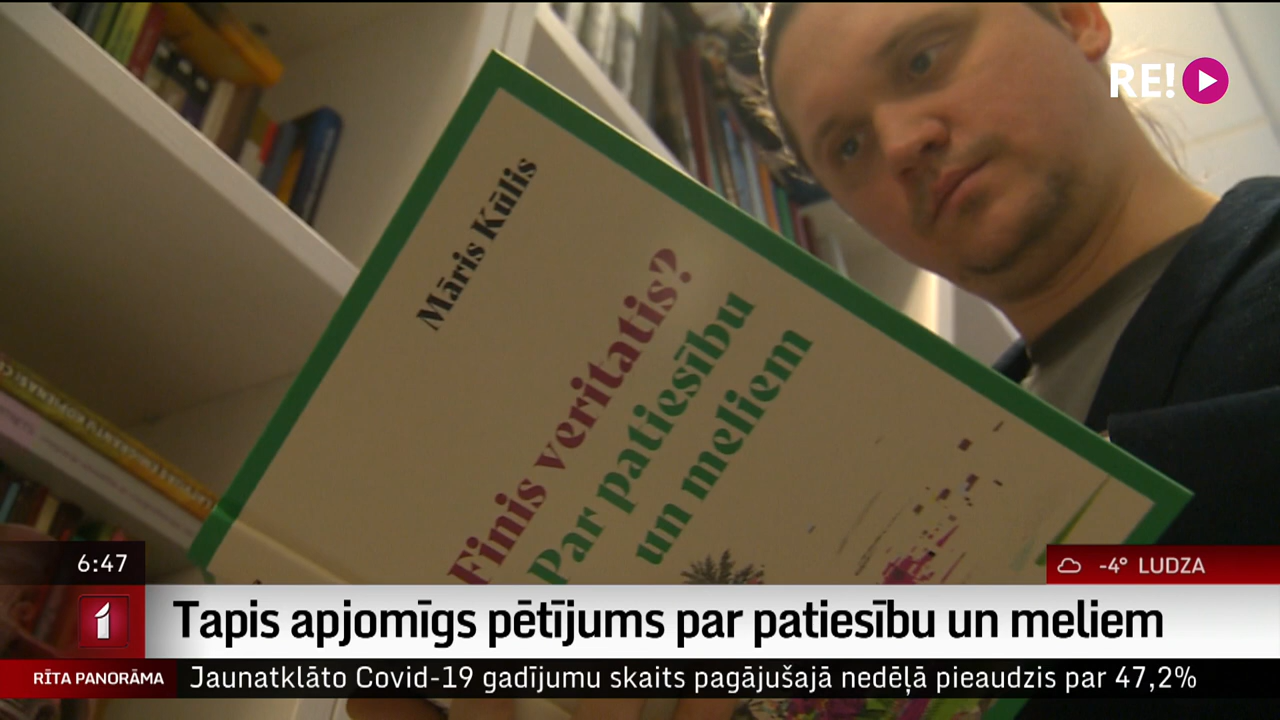 RE!
Māris Kūlis
Finis veritatis?
Par patiesību
un meliem
6:47
-4° LUDZA
1
Tapis apjomīgs pētījums par patiesību un meliem
RĪTA PANORĀMA
Jaunatklāto Covid-19 gadījumu skaits pagājušajā nedēļā pieaudzis par 47,2%